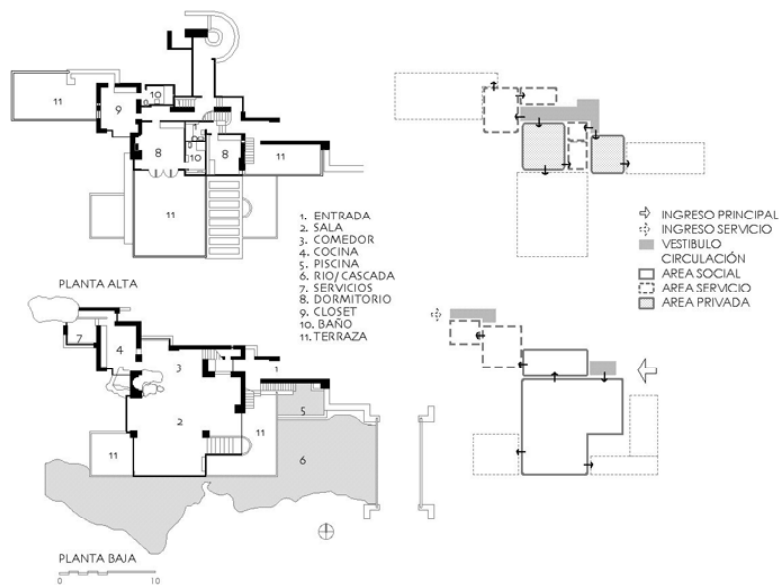 10
11
9
8
10
8
11
11
PLANTA ALTA
1. ENTRADA
2. SALA
3. COMEDOR
4. COCINA
5. PISCINA
6. RIO/CASCADA
7. SERVICIOS
8. DORMITORIO
9. CLOSET
10. BAÑO
11. TERRAZA
INGRESO PRINCIPAL
INGRESO SERVICIO
VESTIBULO
CIRCULACIÓN
AREA SOCIAL
AREA SERVICIO
AREA PRIVADA
7
4
3
1
5
2
11
11
6
PLANTA BAJA
0 10